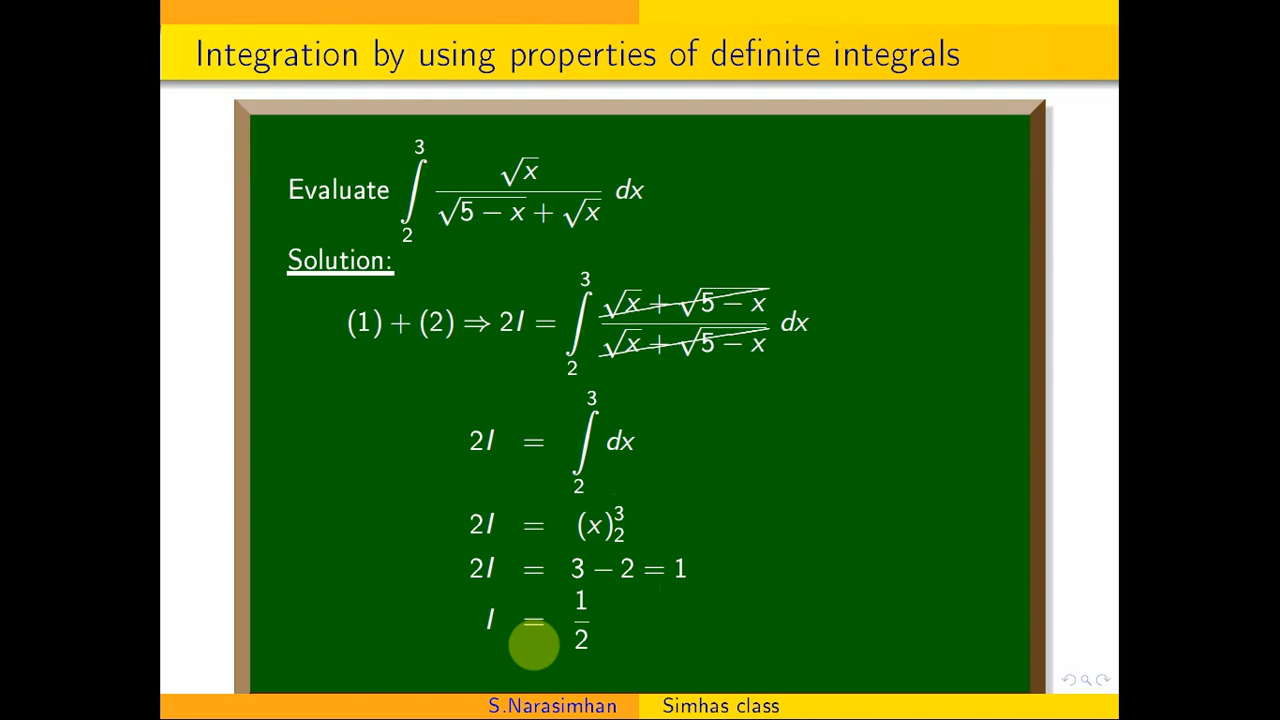 Integration by using properties of definite integrals
Evaluate ∫₂³ √x / (√(5 − x) + √x) dx
Solution:
(1) + (2) ⇒ 2I = ∫₂³ (√x + √(5 − x)) / (√x + √(5 − x)) dx
2I = ∫₂³ dx
2I = (x)₂³
2I = 3 − 2 = 1
I = 1/2
S.Narasimhan Simhas class